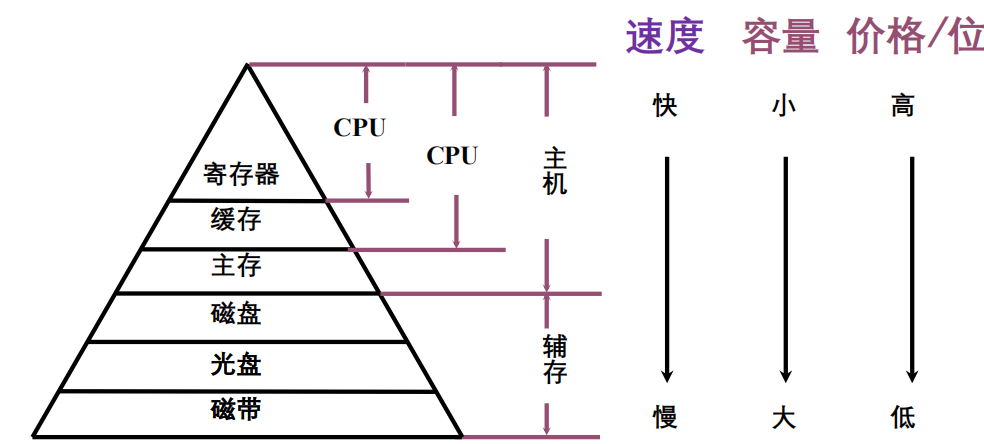 速度 容量 价格/位
快 小 高
CPU
CPU
主机
寄存器
缓存
主存
磁盘
辅存
光盘
磁带
慢 大 低